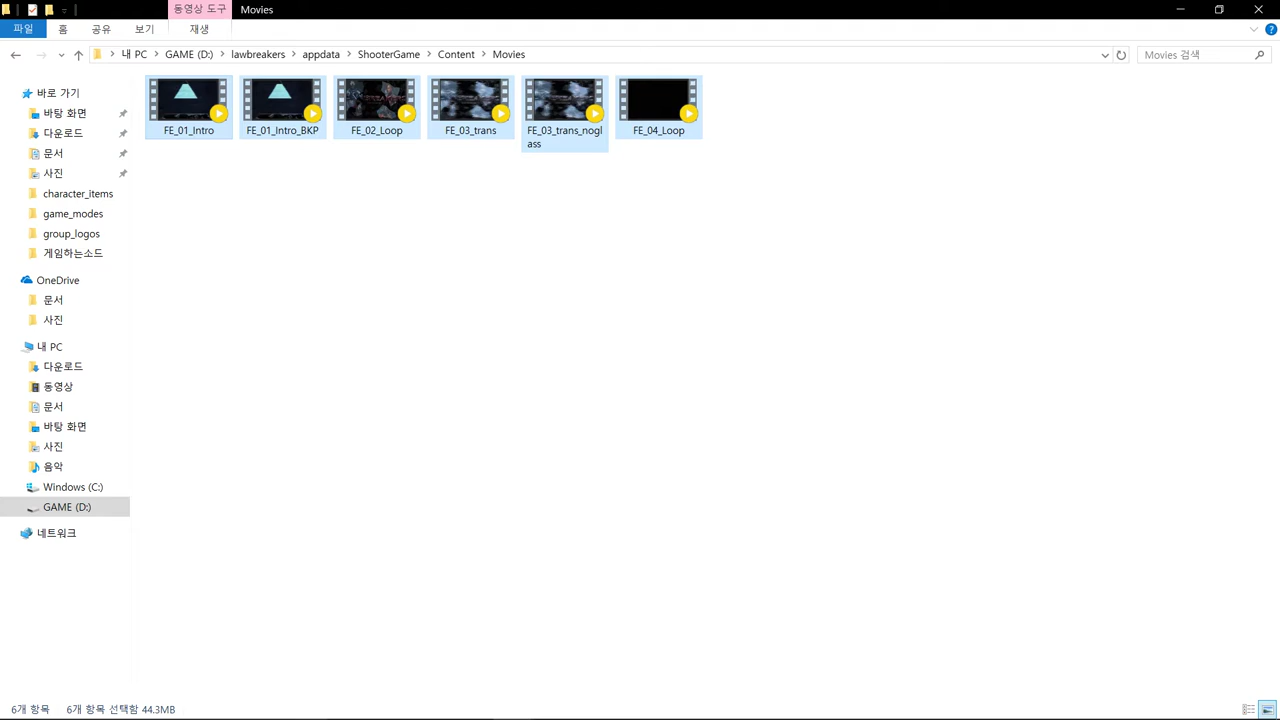 동영상 도구
Movies
파일
홈
공유
보기
재생
내 PC
GAME (D:)
lawbreakers
appdata
ShooterGame
Content
Movies
Movies 검색
바로 가기
바탕 화면
다운로드
문서
사진
character_items
game_modes
group_logos
게임하는소드
OneDrive
문서
사진
내 PC
다운로드
동영상
문서
바탕 화면
사진
음악
Windows (C:)
GAME (D:)
네트워크
FE_01_Intro
FE_01_Intro_BKP
FE_02_Loop
FE_03_trans
FE_03_trans_nogl
ass
FE_04_Loop
6개 항목
6개 항목 선택함 44.3MB